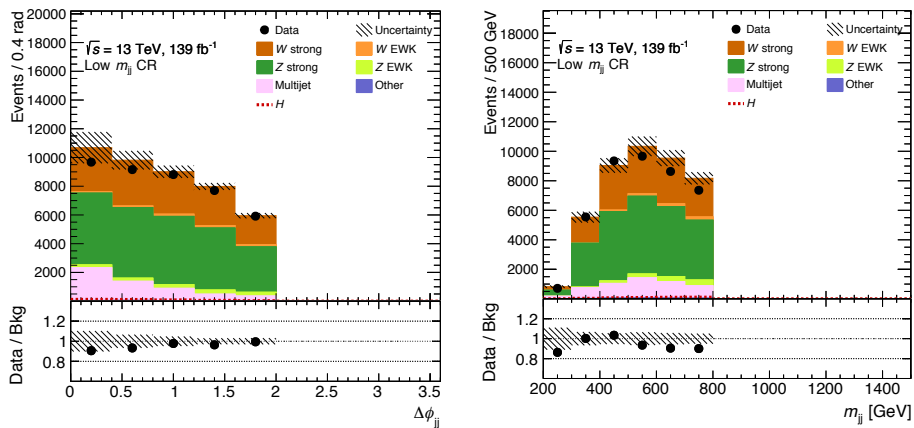 Events / 0.4 rad
20000
18000
16000
14000
12000
10000
8000
6000
4000
2000
√s = 13 TeV, 139 fb⁻¹
Low mjj CR
Data
Uncertainty
W strong
W EWK
Z strong
Z EWK
Multijet
Other
H
Data / Bkg
1.2
1
0.8
0 0.5 1 1.5 2 2.5 3 3.5
Δϕjj
Events / 500 GeV
20000
18000
16000
14000
12000
10000
8000
6000
4000
2000
√s = 13 TeV, 139 fb⁻¹
Low mjj CR
Data
Uncertainty
W strong
W EWK
Z strong
Z EWK
Multijet
Other
H
Data / Bkg
1.2
1
0.8
200 400 600 800 1000 1200 1400
mjj [GeV]